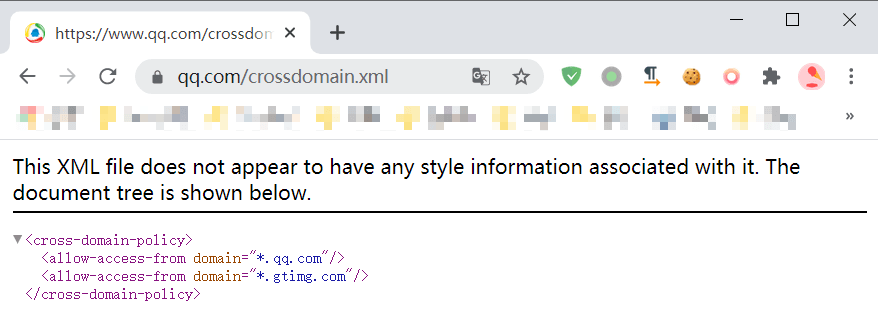 https://www.qq.com/crossdom
qq.com/crossdomain.xml
This XML file does not appear to have any style information associated with it. The
document tree is shown below.
<cross-domain-policy>
<allow-access-from domain="*.qq.com"/>
<allow-access-from domain="*.gtimg.com"/>
</cross-domain-policy>